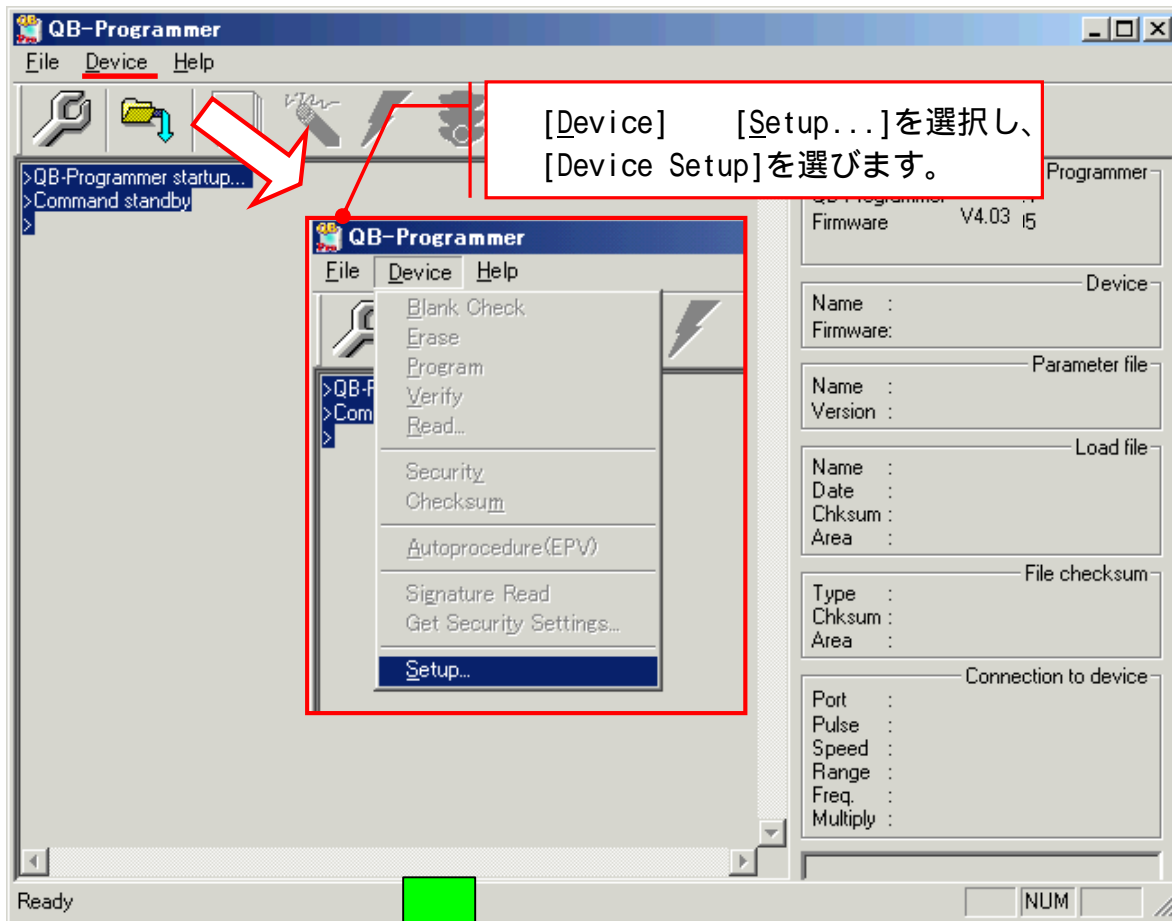 QB-Programmer
File Device Help
[Device] [Setup...]を選択し、
[Device Setup]を選びます。
>QB-Programmer startup...
>Command standby
>
Programmer
Firmware V4.03
Device
Name :
Firmware:
Parameter file
Name :
Version :
Load file
Name :
Date :
Chksum :
Area :
File checksum
Type :
Chksum :
Area :
Connection to device
Port :
Pulse :
Speed :
Range :
Freq. :
Multiply :
QB-Programmer
File Device Help
Blank Check
Erase
Program
Verify
Read...
Security
Checksum
Autoprocedure(EPV)
Signature Read
Get Security Settings...
Setup...
>Com
>
Ready
NUM